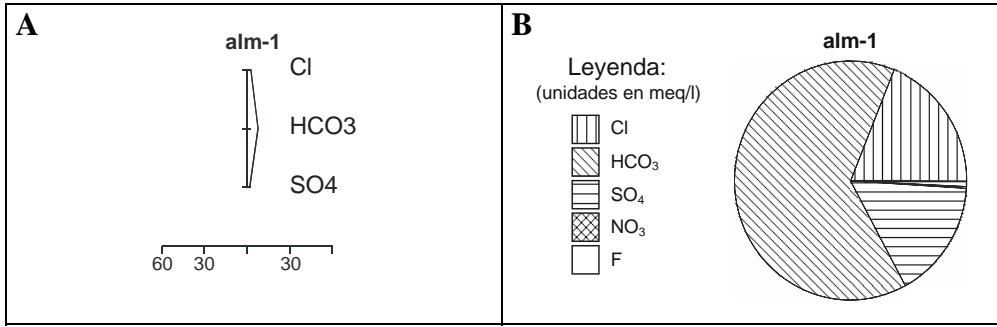 A
alm-1
Cl
HCO3
SO4
60 30 30
B
alm-1
Leyenda:
(unidades en meq/l)
Cl
HCO₃
SO₄
NO₃
F